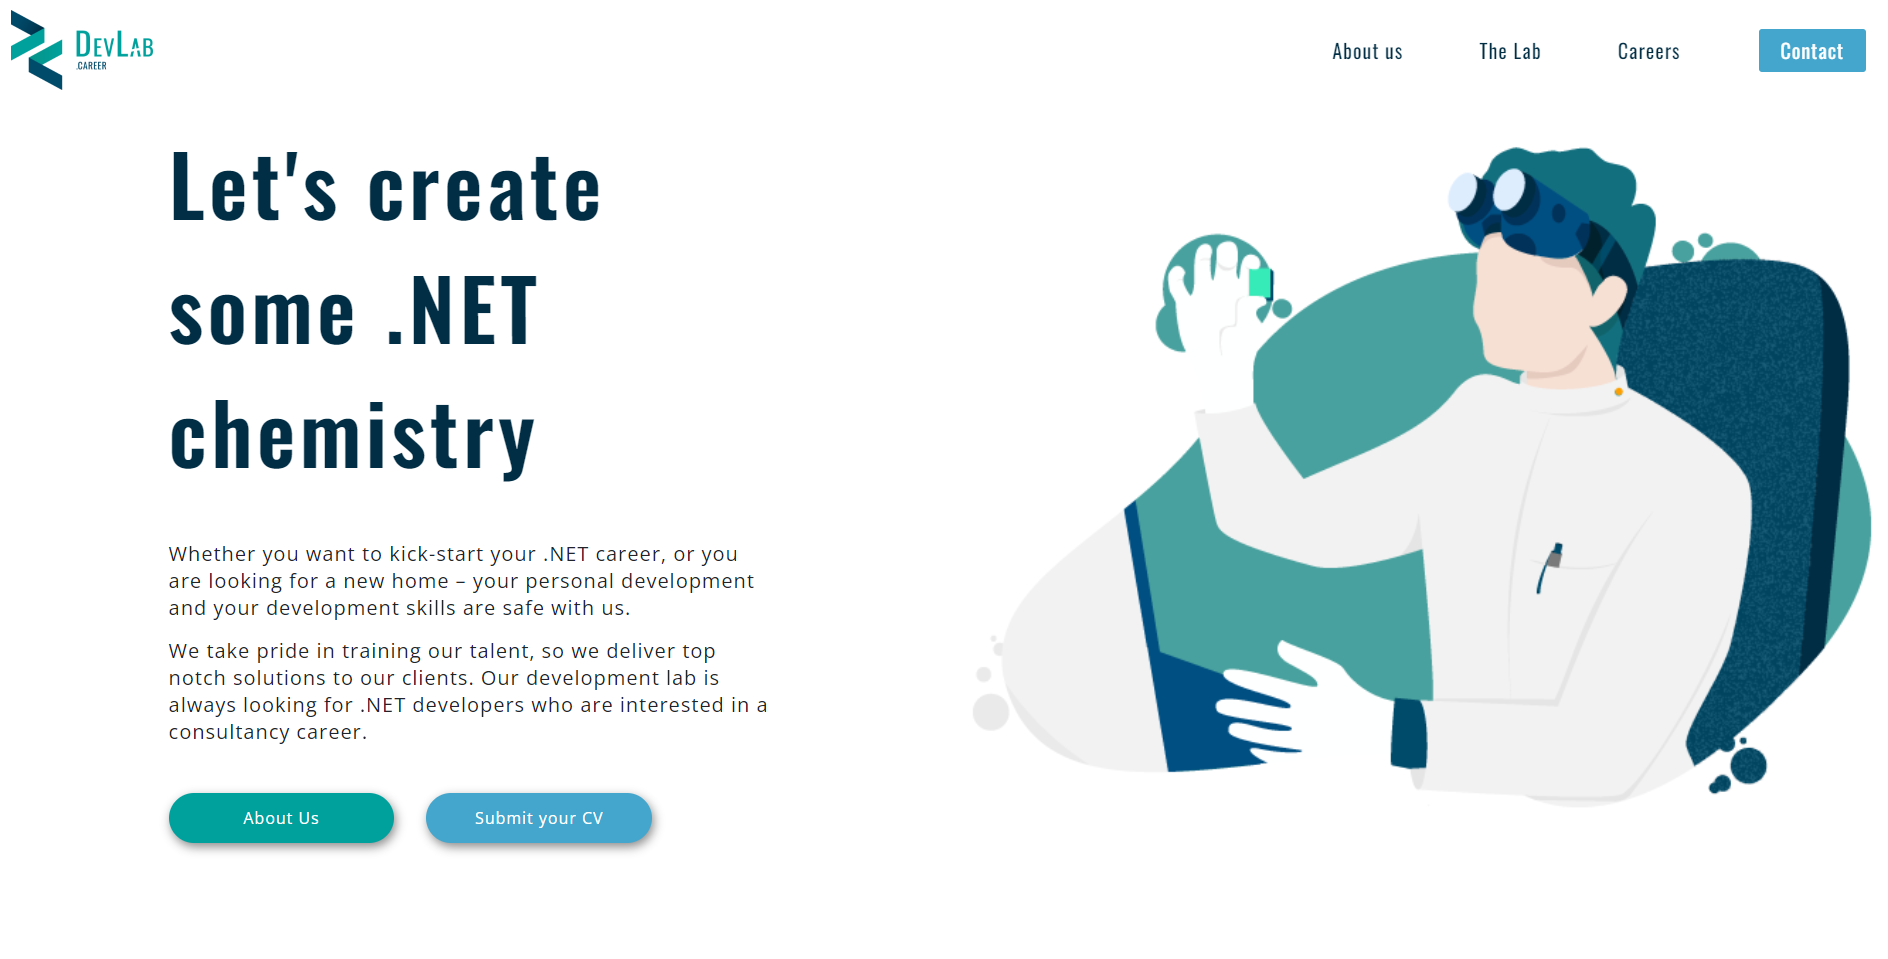 DEVLAB
.CAREER
About us
The Lab
Careers
Contact
Let's create
some .NET
chemistry
Whether you want to kick-start your .NET career, or you
are looking for a new home – your personal development
and your development skills are safe with us.
We take pride in training our talent, so we deliver top
notch solutions to our clients. Our development lab is
always looking for .NET developers who are interested in a
consultancy career.
About Us
Submit your CV